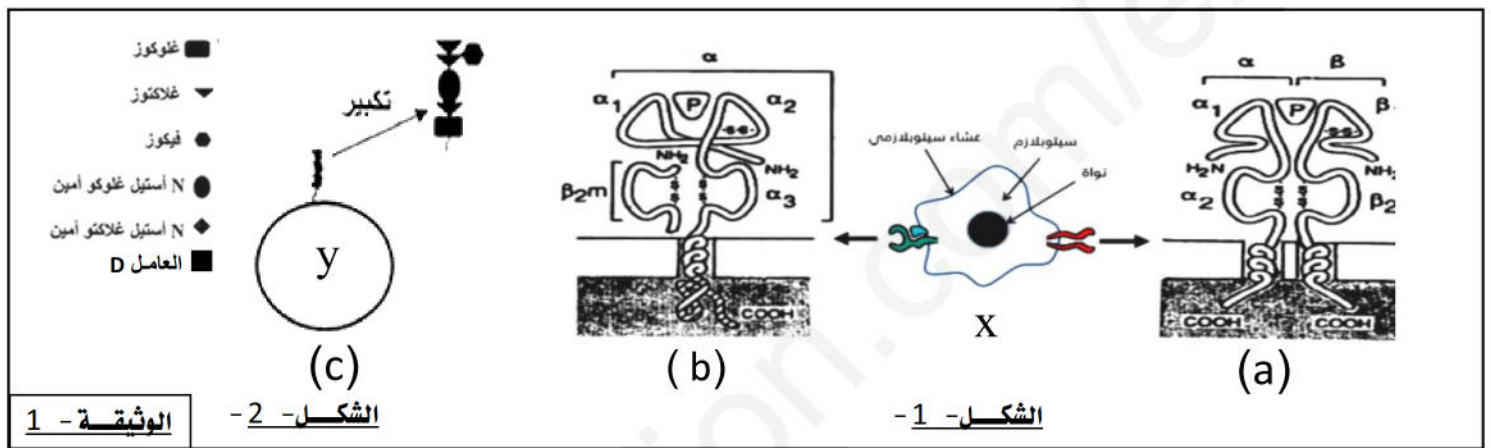 غلوكوز
غلاكتوز
فيكوز
N أستيل غلوكو أمين
N أستيل غلاكتو أمين
العامل D
تكبير
y
(c)
الشكل- 2 -
α
α1
P
α2
-s-s-
NH2
NH2
β2m
s s
s s
α3
COOH
( b )
غشاء سيتوبلازمي
سيتوبلازم
نواة
X
الشكل- 1 -
α
β
α1
P
β
-s-s-
H2N
NH2
α2
s s
s s
β2
COOH
COOH
(a)
الوثيقة - 1